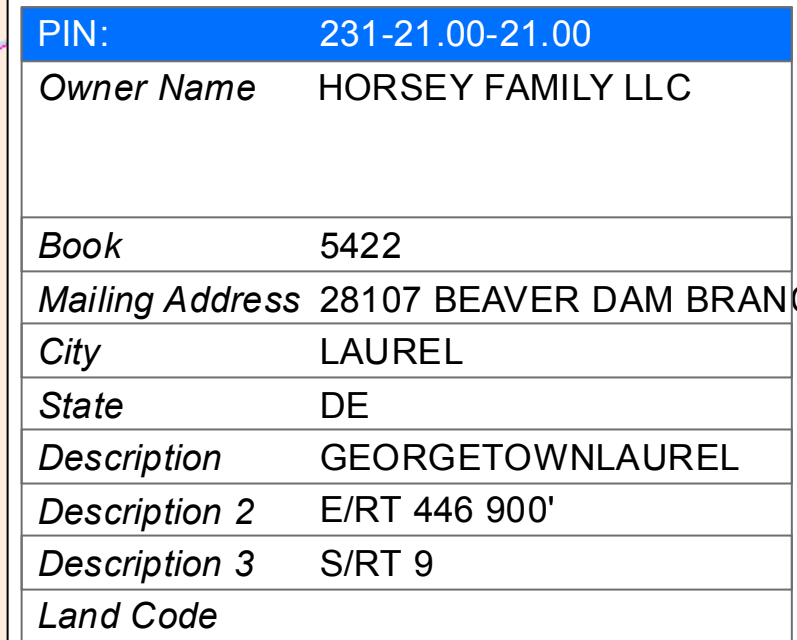 PIN: 231-21.00-21.00
Owner Name HORSEY FAMILY LLC
Book 5422
Mailing Address 28107 BEAVER DAM
City LAUREL
State DE
Description GEORGETOWNLAUREL
Description 2 E/RT 446 900'
Description 3 S/RT 9
Land Code